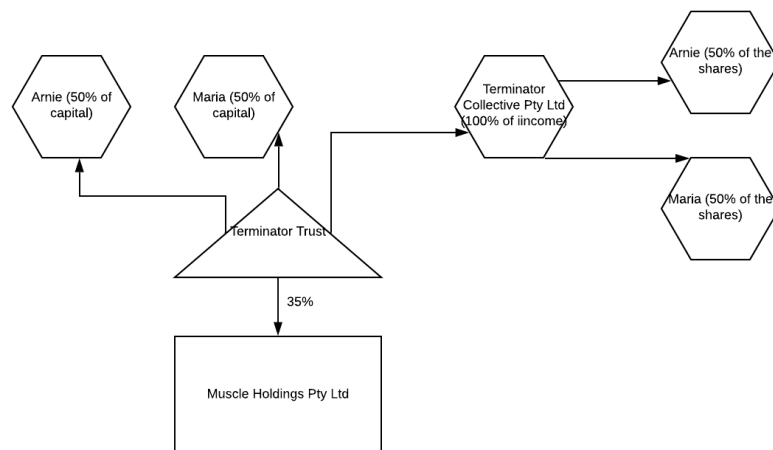 Arnie (50% of
capital)
Maria (50% of
capital)
Terminator
Collective Pty Ltd
(100% of iincome)
Arnie (50% of the
shares)
Maria (50% of the
shares)
Terminator Trust
35%
Muscle Holdings Pty Ltd